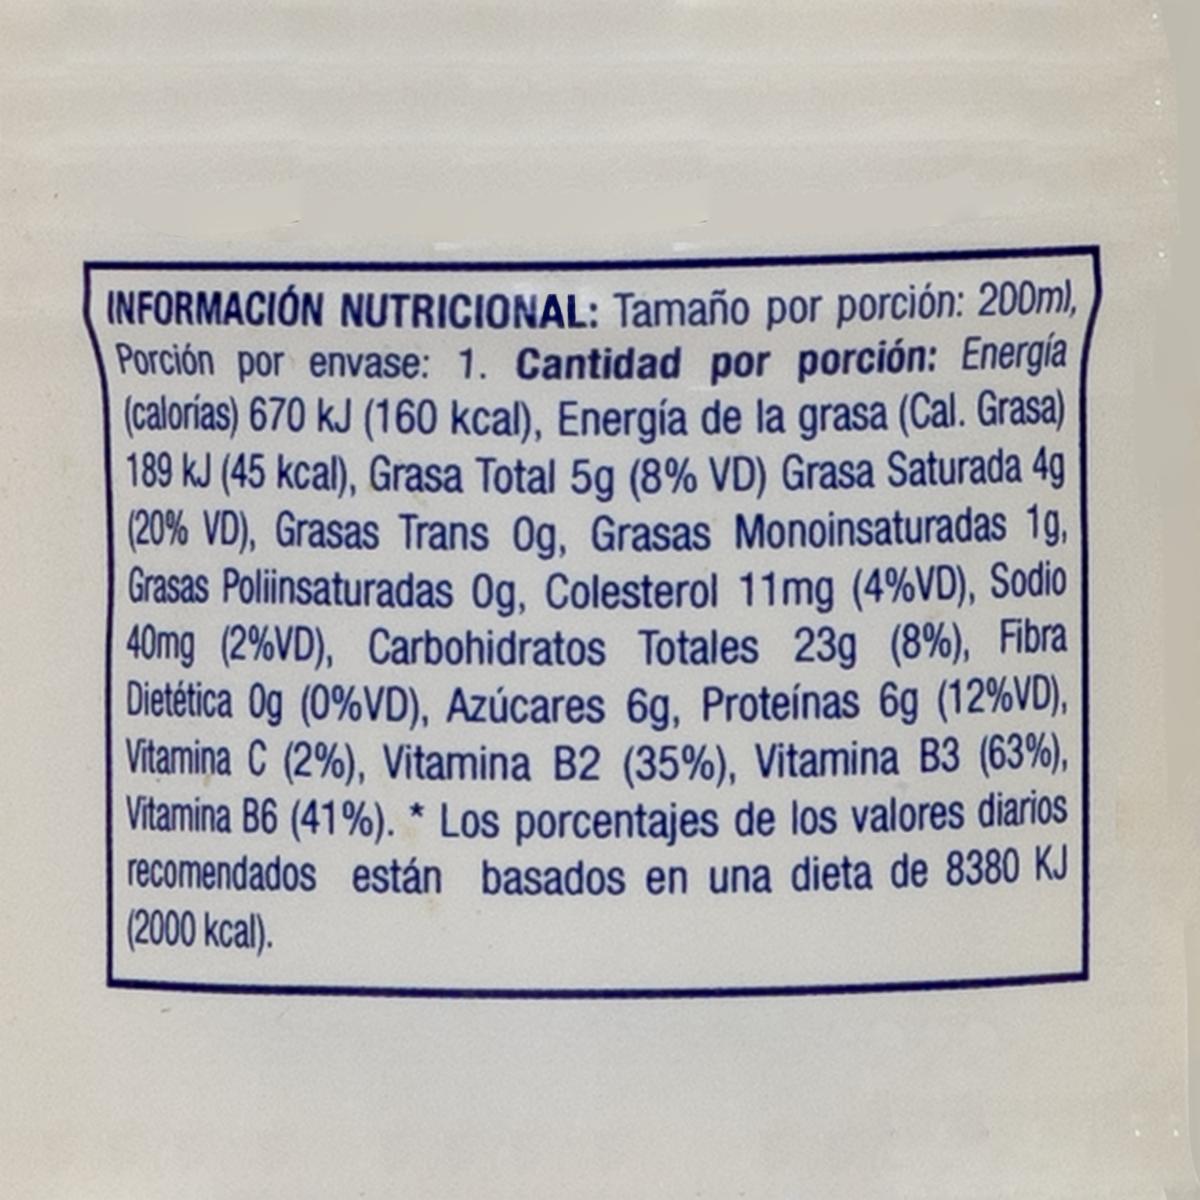 INFORMACIÓN NUTRICIONAL: Tamaño por porción: 200ml,
Porción por envase: 1. Cantidad por porción: Energía
(calorías) 670 kJ (160 kcal), Energía de la grasa (Cal. Grasa)
189 kJ (45 kcal), Grasa Total 5g (8% VD) Grasa Saturada 4g
(20% VD), Grasas Trans 0g, Grasas Monoinsaturadas 1g,
Grasas Poliinsaturadas 0g, Colesterol 11mg (4%VD), Sodio
40mg (2%VD), Carbohidratos Totales 23g (8%), Fibra
Dietética 0g (0%VD), Azúcares 6g, Proteínas 6g (12%VD),
Vitamina C (2%), Vitamina B2 (35%), Vitamina B3 (63%),
Vitamina B6 (41%). * Los porcentajes de los valores diarios
recomendados están basados en una dieta de 8380 KJ
(2000 kcal).